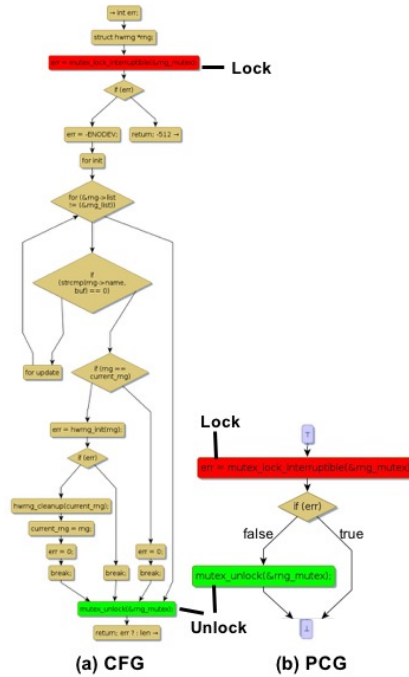 → int err;
struct hwrng *rng;
err = mutex_lock_interruptible(&rng_mutex);
Lock
if (err)
err = -ENODEV;
return; -512 →
for init
for (&rng->list
!= (&rng_list))
if
(strcmp(rng->name,
buf) == 0)
for update
if (rng ==
current_rng)
err = hwrng_init(rng);
if (err)
hwrng_cleanup(current_rng);
current_rng = rng;
err = 0;
err = 0;
break;
break;
break;
mutex_unlock(&rng_mutex);
Unlock
return; err ? : len →
(a) CFG
Lock
err = mutex_lock_interruptible(&rng_mutex)
if (err)
false
true
mutex_unlock(&rng_mutex);
(b) PCG